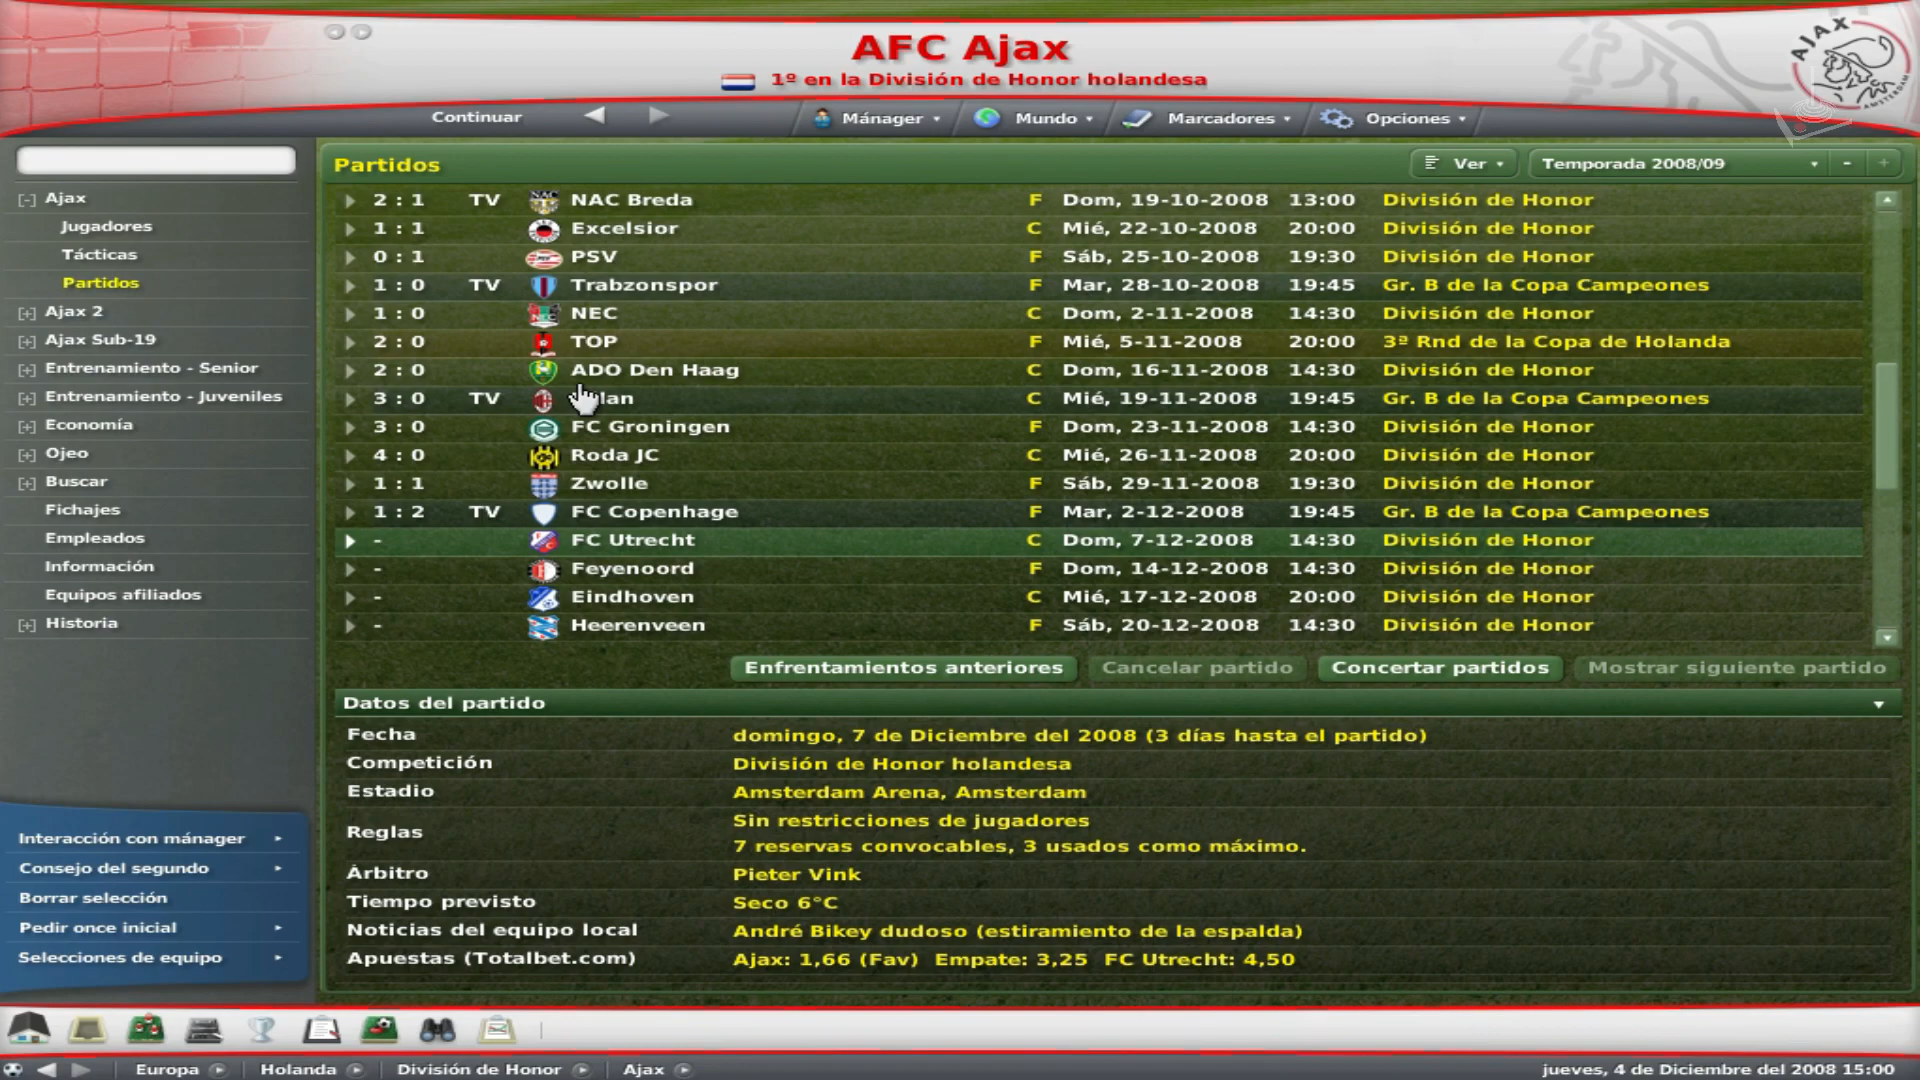 AFC Ajax
1º en la División de Honor holandesa
AJAX
AMSTERDAM
Continuar Mánager Mundo Marcadores Opciones
Partidos Ver Temporada 2008/09 - +
[-] Ajax
Jugadores
Tácticas
Partidos
[+] Ajax 2
[+] Ajax Sub-19
[+] Entrenamiento - Senior
[+] Entrenamiento - Juveniles
[+] Economía
[+] Ojeo
[+] Buscar
Fichajes
Empleados
Información
Equipos afiliados
[+] Historia
2 : 1 TV NAC Breda F Dom, 19-10-2008 13:00 División de Honor
1 : 1 Excelsior C Mié, 22-10-2008 20:00 División de Honor
0 : 1 PSV F Sáb, 25-10-2008 19:30 División de Honor
1 : 0 TV Trabzonspor F Mar, 28-10-2008 19:45 Gr. B de la Copa Campeones
1 : 0 NEC C Dom, 2-11-2008 14:30 División de Honor
2 : 0 TOP F Mié, 5-11-2008 20:00 3ª Rnd de la Copa de Holanda
2 : 0 ADO Den Haag C Dom, 16-11-2008 14:30 División de Honor
3 : 0 TV Milan C Mié, 19-11-2008 19:45 Gr. B de la Copa Campeones
3 : 0 FC Groningen F Dom, 23-11-2008 14:30 División de Honor
4 : 0 Roda JC C Mié, 26-11-2008 20:00 División de Honor
1 : 1 Zwolle F Sáb, 29-11-2008 19:30 División de Honor
1 : 2 TV FC Copenhage F Mar, 2-12-2008 19:45 Gr. B de la Copa Campeones
- FC Utrecht C Dom, 7-12-2008 14:30 División de Honor
- Feyenoord F Dom, 14-12-2008 14:30 División de Honor
- Eindhoven C Mié, 17-12-2008 20:00 División de Honor
- Heerenveen F Sáb, 20-12-2008 14:30 División de Honor
Enfrentamientos anteriores Cancelar partido Concertar partidos Mostrar siguiente partido
Datos del partido
Fecha domingo, 7 de Diciembre del 2008 (3 días hasta el partido)
Competición División de Honor holandesa
Estadio Amsterdam Arena, Amsterdam
Reglas Sin restricciones de jugadores
7 reservas convocables, 3 usados como máximo.
Árbitro Pieter Vink
Tiempo previsto Seco 6°C
Noticias del equipo local André Bikey dudoso (estiramiento de la espalda)
Apuestas (Totalbet.com) Ajax: 1,66 (Fav) Empate: 3,25 FC Utrecht: 4,50
Interacción con mánager
Consejo del segundo
Borrar selección
Pedir once inicial
Selecciones de equipo
Europa Holanda División de Honor Ajax jueves, 4 de Diciembre del 2008 15:00